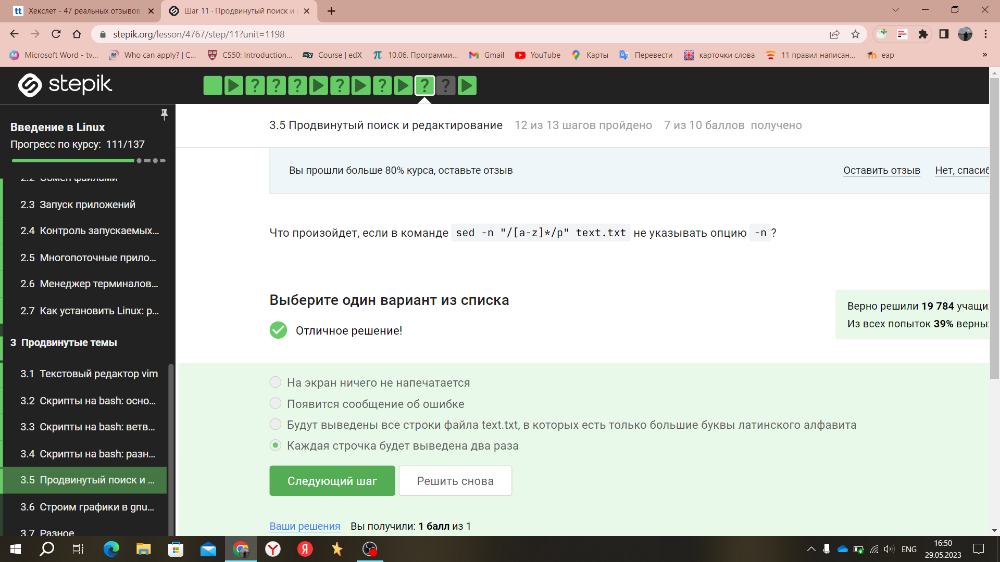 Хекслет - 47 реальных отзывов
Шаг 11 · Продвинутый поиск и
stepik.org/lesson/4767/step/11?unit=1198
Microsoft Word - tv...
Who can apply? | C...
CS50: Introduction...
edX
Course | edX
10.06. Программи...
Gmail
YouTube
Карты
Перевести
карточки слова
11 правил написан...
eap
»
stepik
Введение в Linux
Прогресс по курсу: 111/137
2.2 Обмен файлами
2.3 Запуск приложений
2.4 Контроль запускаемых...
2.5 Многопоточные прило...
2.6 Менеджер терминалов...
2.7 Как установить Linux: р...
3 Продвинутые темы
3.1 Текстовый редактор vim
3.2 Скрипты на bash: осно...
3.3 Скрипты на bash: ветв...
3.4 Скрипты на bash: разн...
3.5 Продвинутый поиск и ...
3.6 Строим графики в gnu...
3.7 Разное
3.5 Продвинутый поиск и редактирование 12 из 13 шагов пройдено 7 из 10 баллов получено
Вы прошли больше 80% курса, оставьте отзыв
Оставить отзыв
Нет, спасиб
Что произойдет, если в команде sed -n "/[a-z]*/p" text.txt не указывать опцию -n ?
Выберите один вариант из списка
Отличное решение!
Верно решили 19 784 учащи
Из всех попыток 39% верны
На экран ничего не напечатается
Появится сообщение об ошибке
Будут выведены все строки файла text.txt, в которых есть только большие буквы латинского алфавита
Каждая строчка будет выведена два раза
Следующий шаг
Решить снова
Ваши решения Вы получили: 1 балл из 1
ENG
16:50
29.05.2023